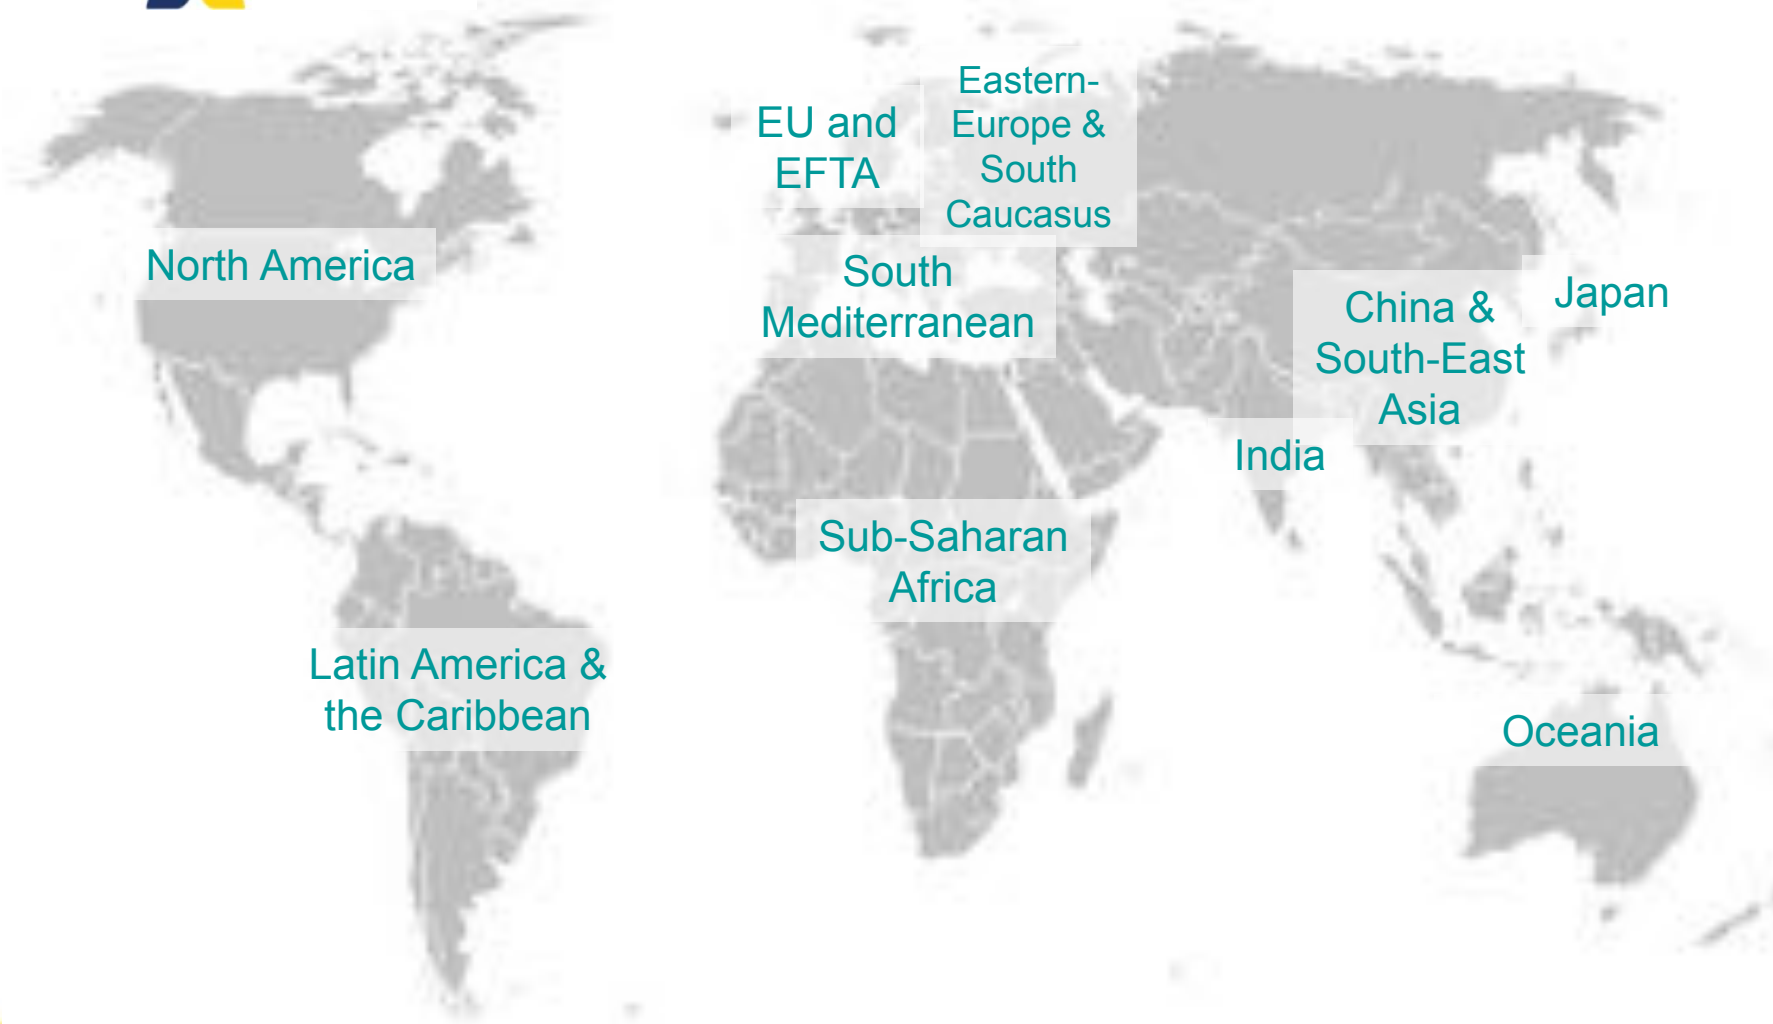 Eastern-
Europe &
South
Caucasus
EU and
EFTA
North America
South
Mediterranean
China &
South-East
Asia
Japan
India
Sub-Saharan
Africa
Latin America &
the Caribbean
Oceania